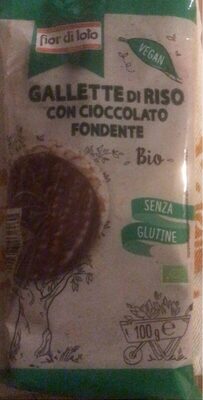 fior di loto
VEGAN
GALLETTE DI RISO
CON CIOCCOLATO
FONDENTE
Bio
SENZA
GLUTINE
100g e